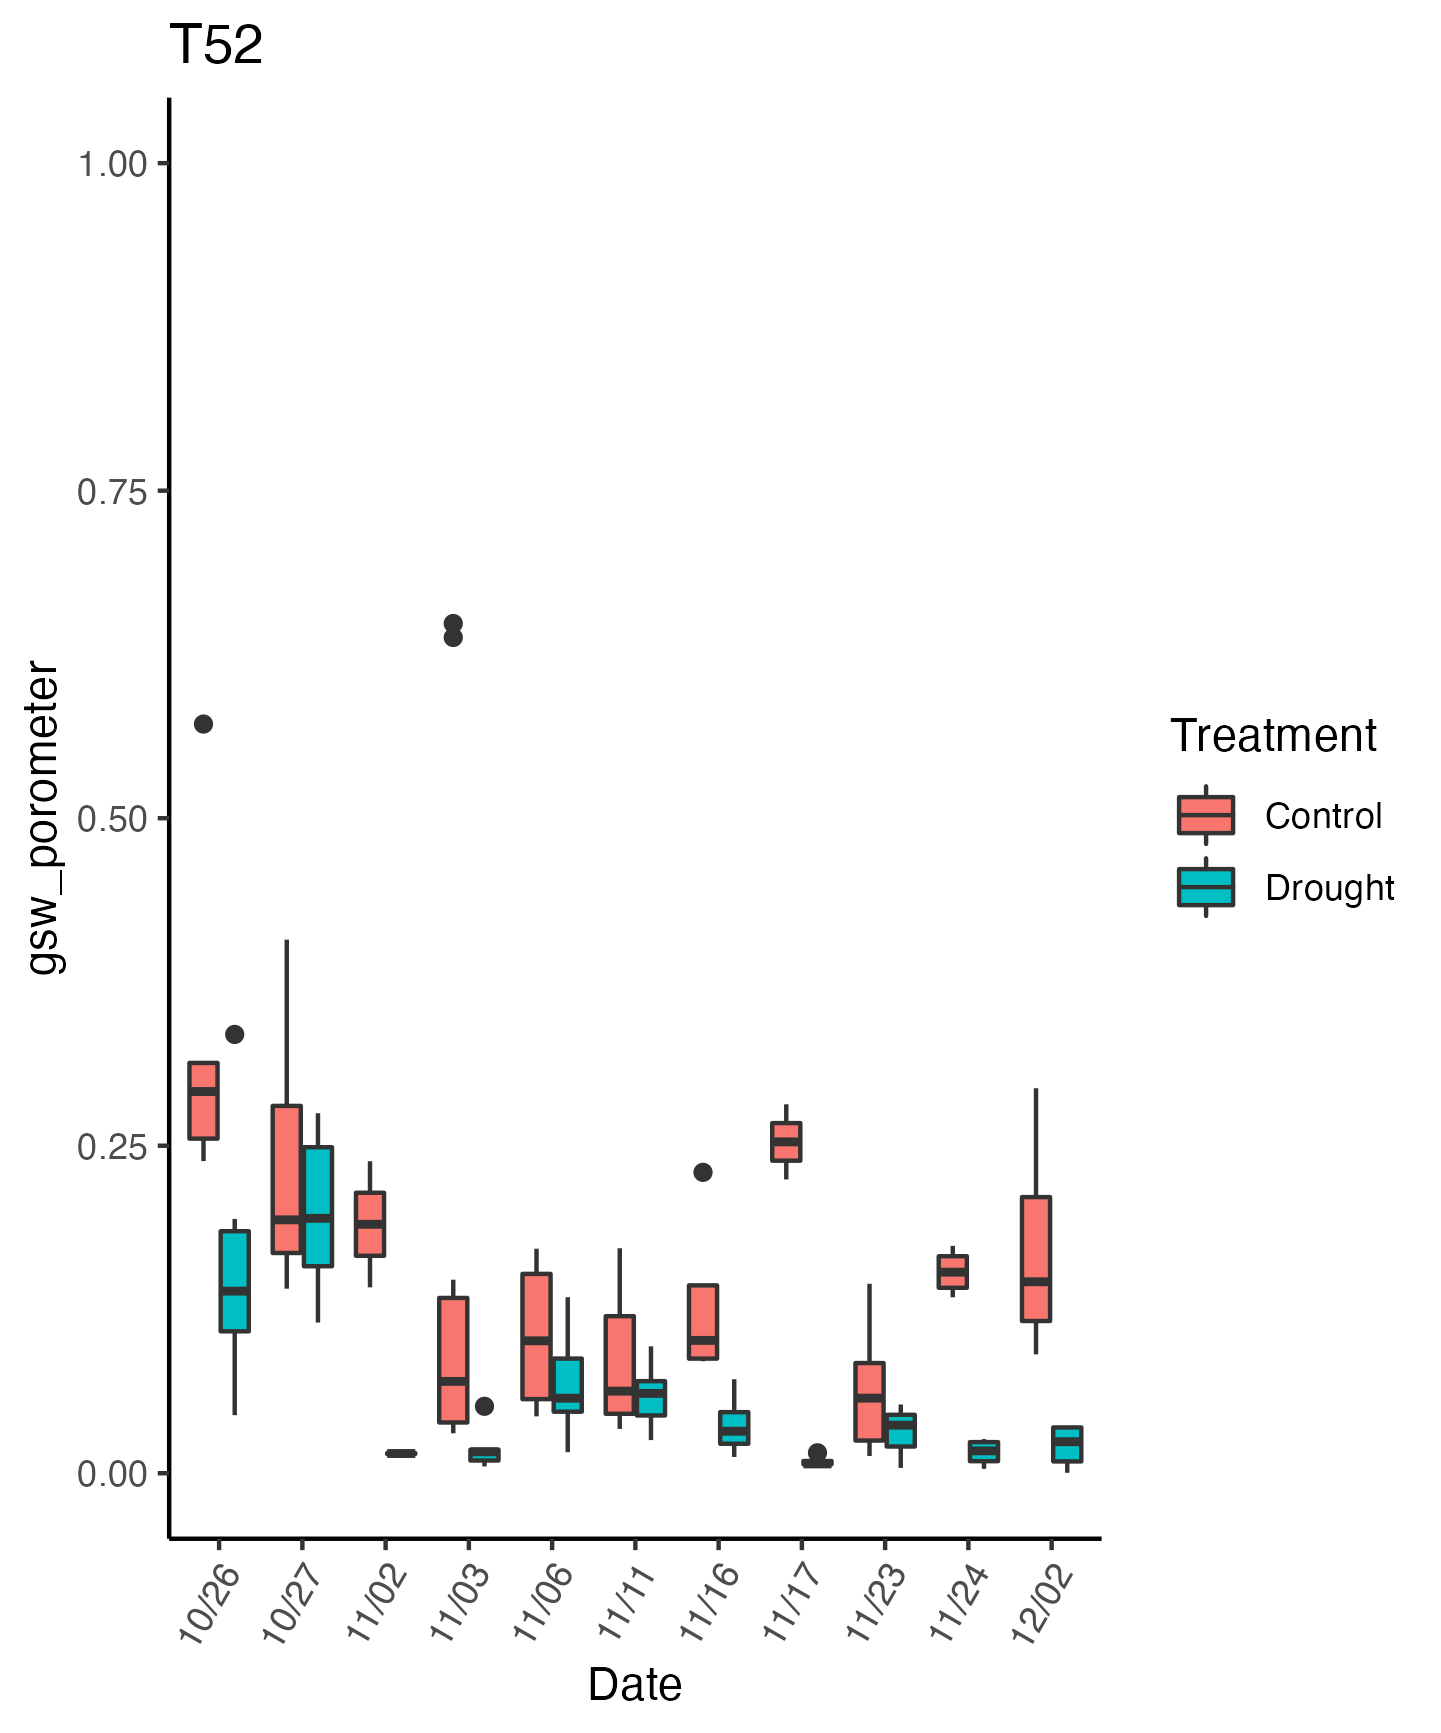 T52
1.00
0.75
0.50
0.25
0.00
gsw_porometer
10/26
10/27
11/02
11/03
11/06
11/11
11/16
11/17
11/23
11/24
12/02
Date
Treatment
Control
Drought